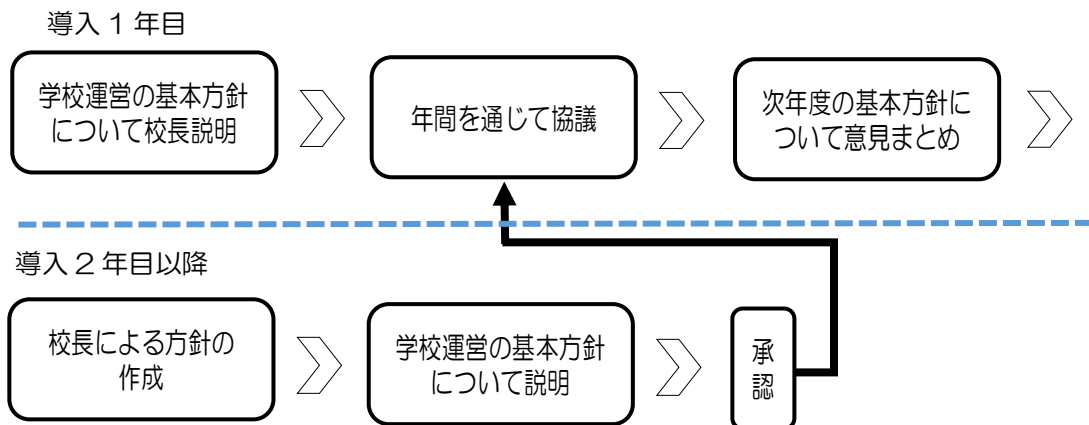 導入１年目
学校運営の基本方針
について校長説明
年間を通じて協議
次年度の基本方針に
ついて意見まとめ
導入２年目以降
校長による方針の
作成
学校運営の基本方針
について説明
承
認